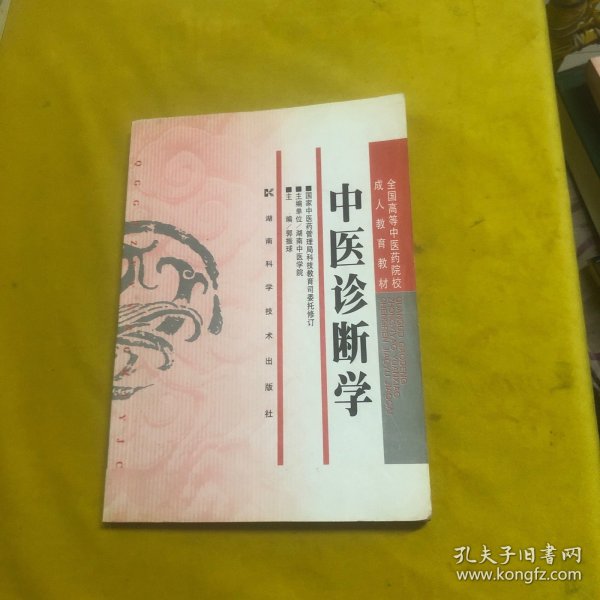 全国高等中医药院校
成人教育教材
中医诊断学
■国家中医药管理局科技教育司委托修订
■主编单位/湖南中医学院
■主 编/郭振球
湖南科学技术出版社
QGG
YJC
孔夫子旧书网
www.kongfz.com